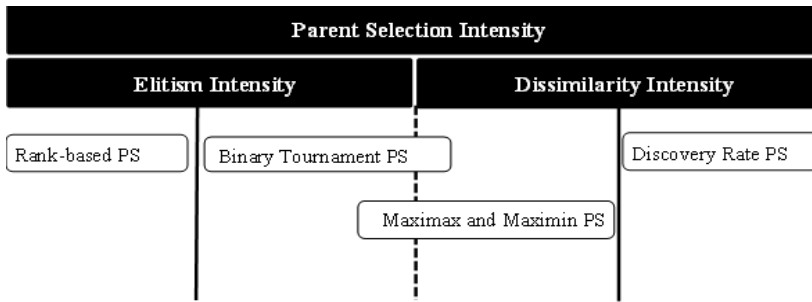 Parent Selection Intensity
Elitism Intensity
Dissimilarity Intensity
Rank-based PS
Binary Tournament PS
Discovery Rate PS
Maximax and Maximin PS